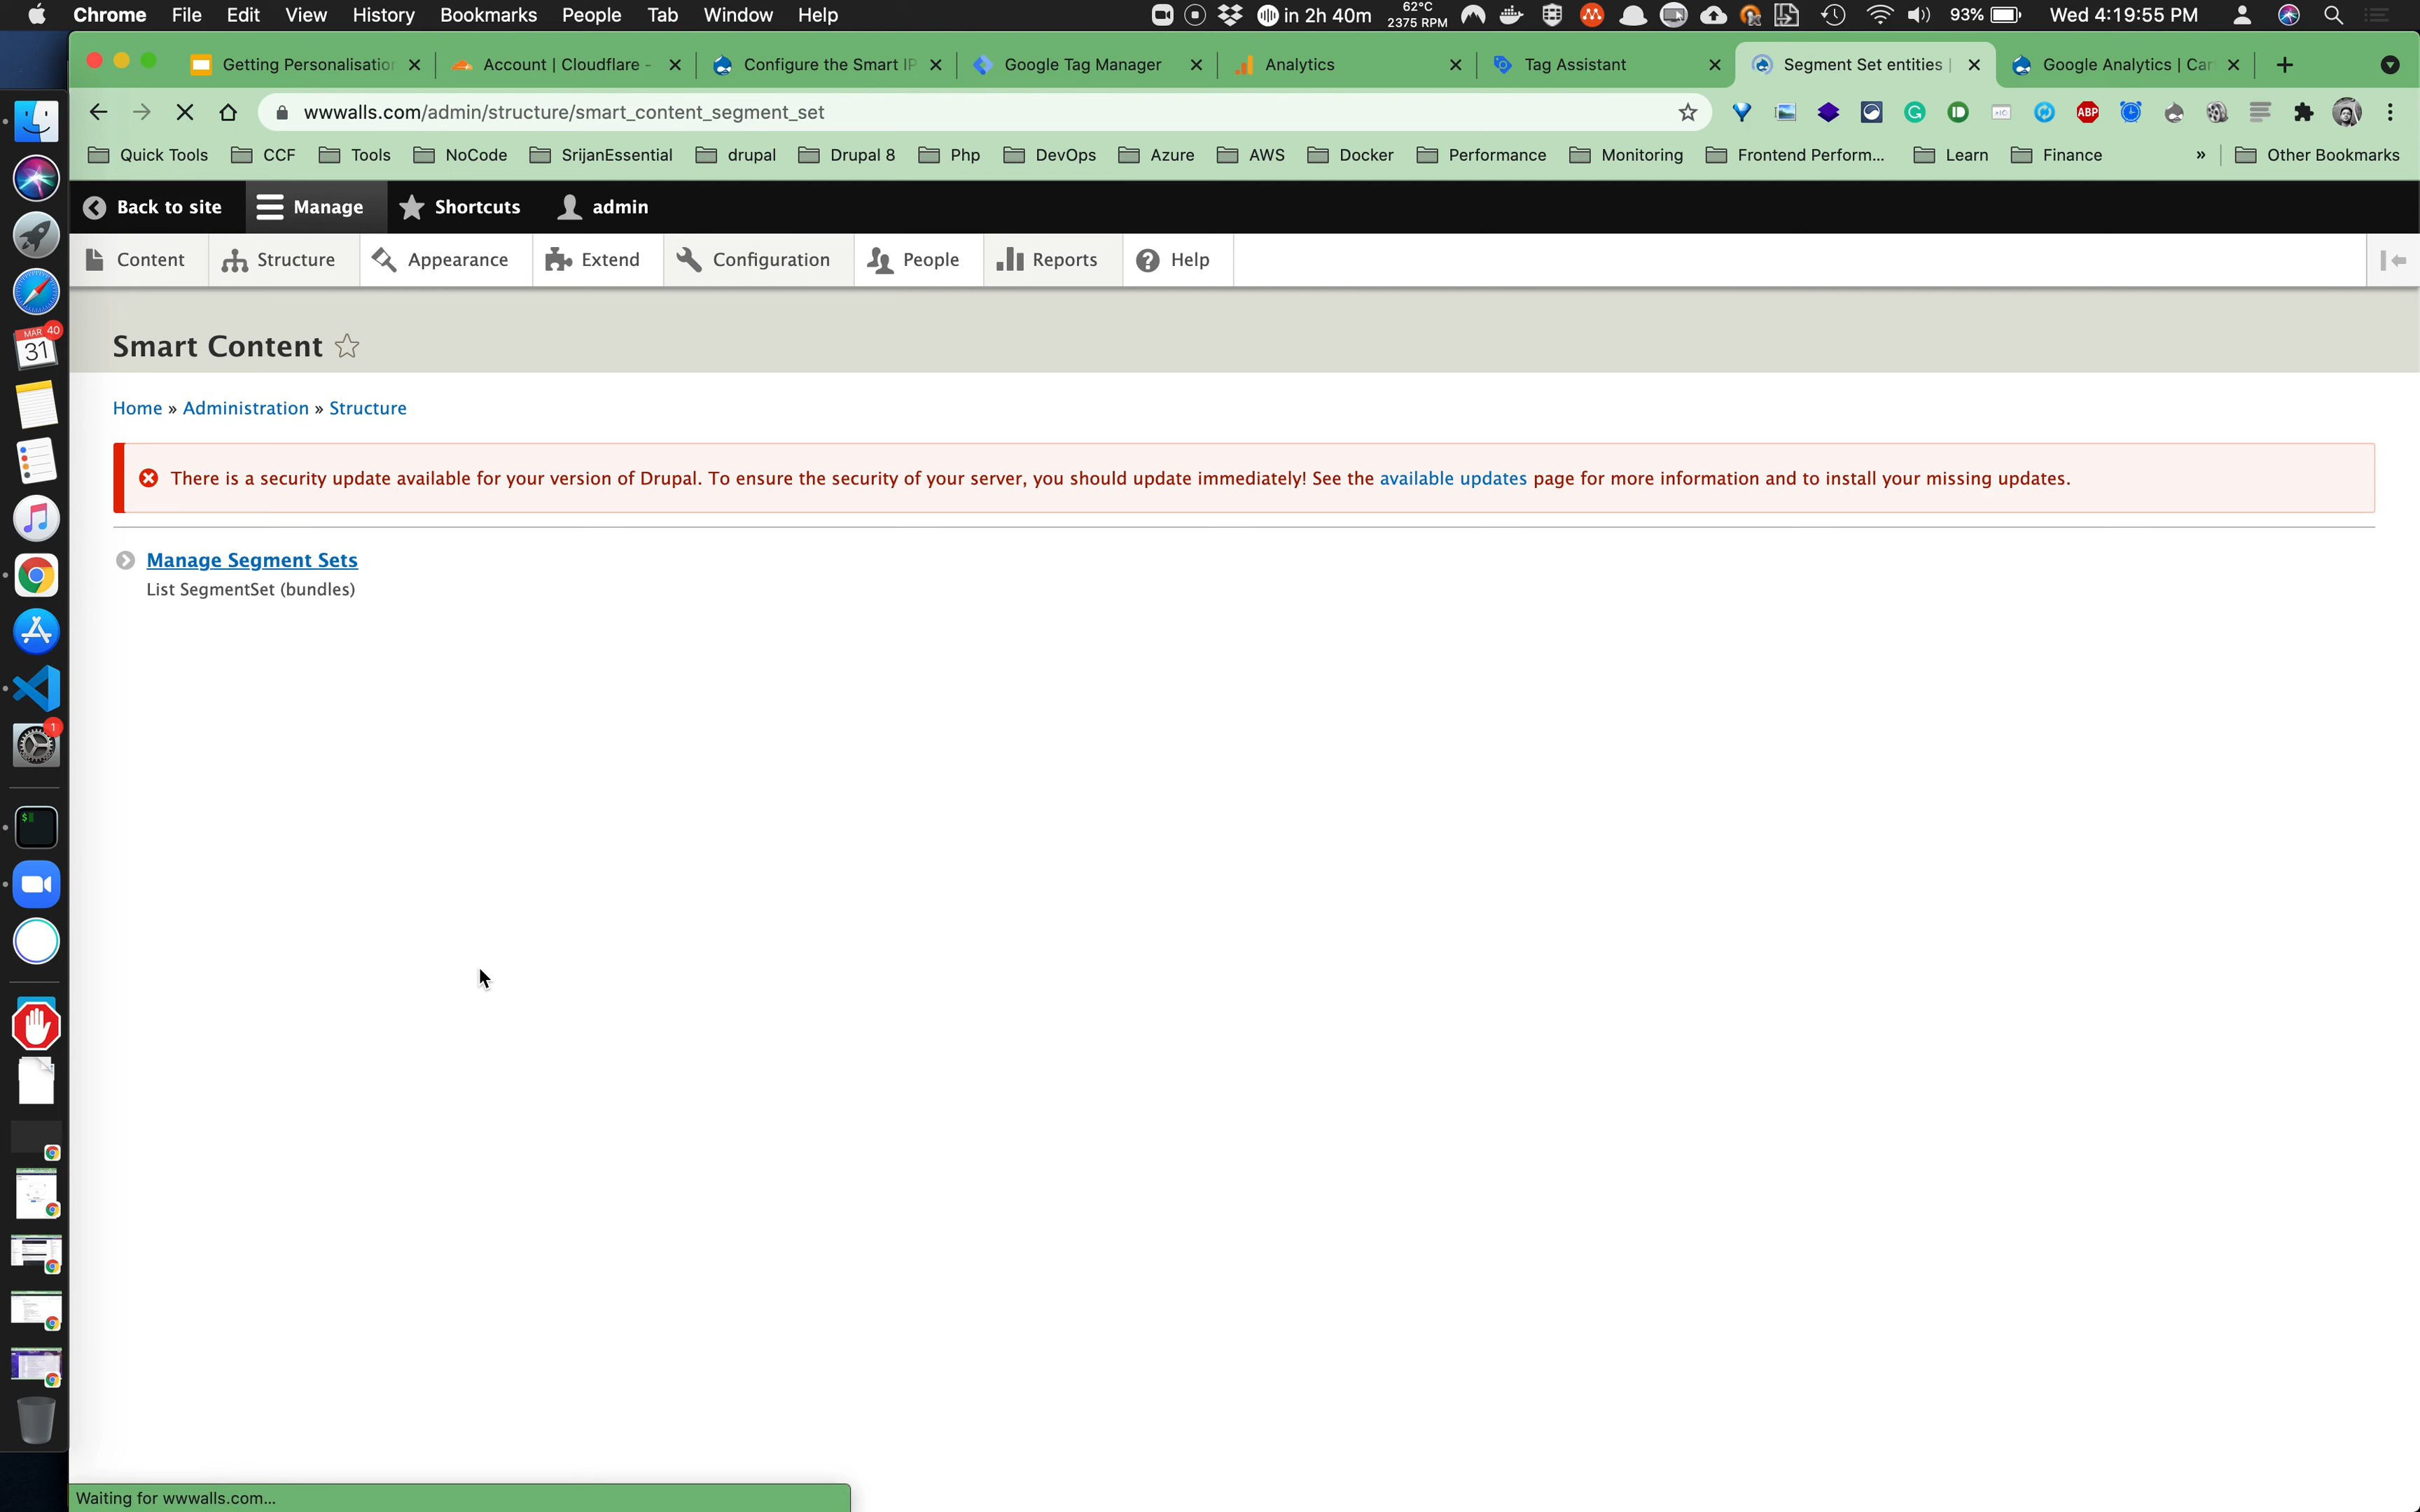 Chrome File Edit View History Bookmarks People Tab Window Help in 2h 40m 62°C 2375 RPM 93% Wed 4:19:55 PM
Getting Personalisation Account | Cloudflare - Configure the Smart IP Google Tag Manager Analytics Tag Assistant Segment Set entities | Google Analytics | Car
wwwalls.com/admin/structure/smart_content_segment_set ABP
Quick Tools CCF Tools NoCode SrijanEssential drupal Drupal 8 Php DevOps Azure AWS Docker Performance Monitoring Frontend Perform... Learn Finance » Other Bookmarks
Back to site Manage Shortcuts admin
Content Structure Appearance Extend Configuration People Reports Help
MAR 40
31
Smart Content
Home » Administration » Structure
There is a security update available for your version of Drupal. To ensure the security of your server, you should update immediately! See the available updates page for more information and to install your missing updates.
Manage Segment Sets
List SegmentSet (bundles)
1
$
Waiting for wwwalls.com...